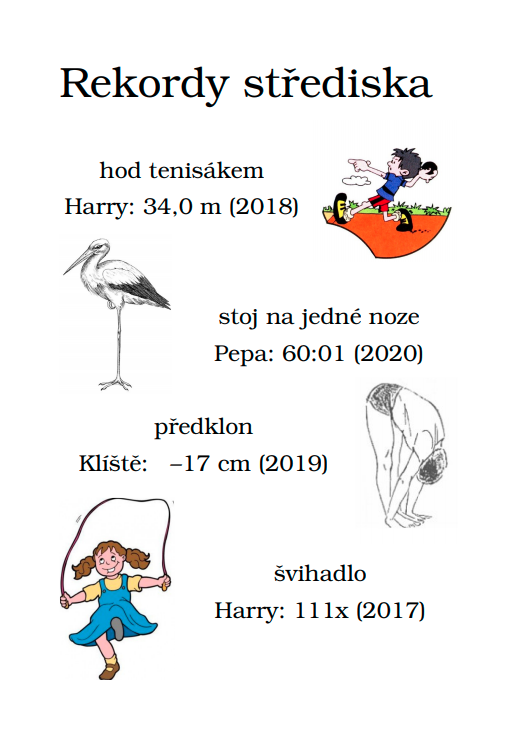 Rekordy střediska
hod tenisákem
Harry: 34,0 m (2018)
stoj na jedné noze
Pepa: 60:01 (2020)
předklon
Klíště: –17 cm (2019)
švihadlo
Harry: 111x (2017)